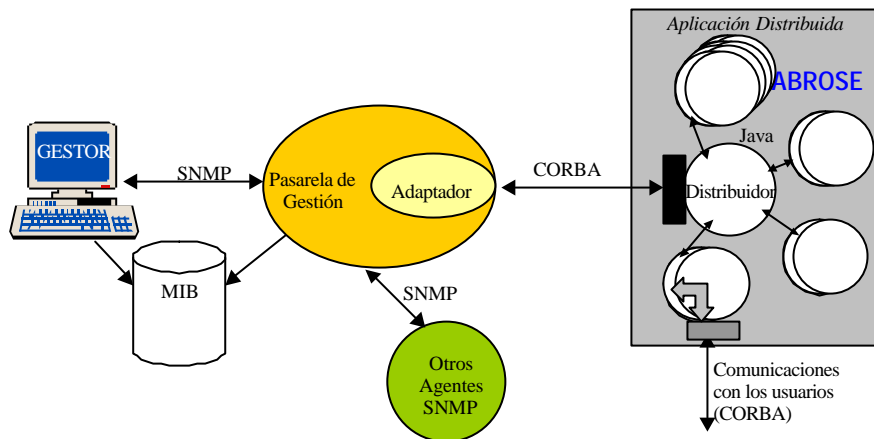 Aplicación Distribuida
ABROSE
Java
GESTOR
SNMP
Pasarela de
Gestión
Adaptador
CORBA
Distribuidor
MIB
SNMP
Otros
Agentes
SNMP
Comunicaciones
con los usuarios
(CORBA)